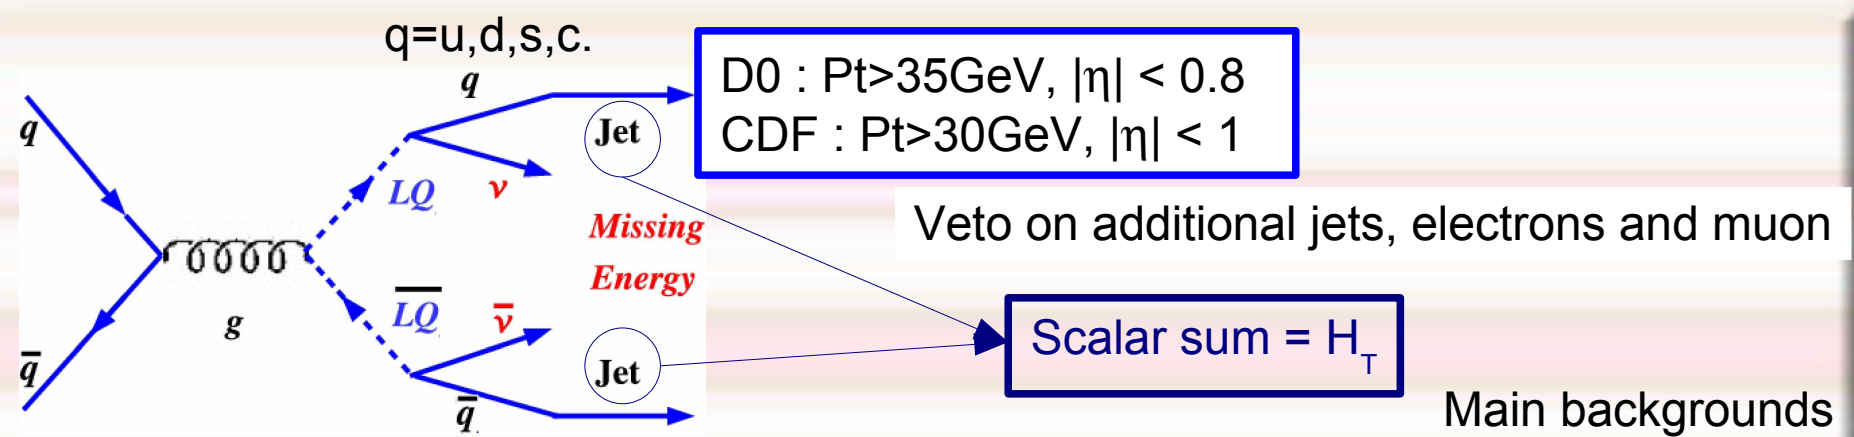 q=u,d,s,c.
q
D0 : Pt>35GeV, |η| < 0.8
CDF : Pt>30GeV, |η| < 1
q
Jet
LQ
ν
Missing
Energy
Veto on additional jets, electrons and muon
g
L̅Q̅
ν̅
Scalar sum = H_T
q̅
Jet
q̅
Main backgrounds